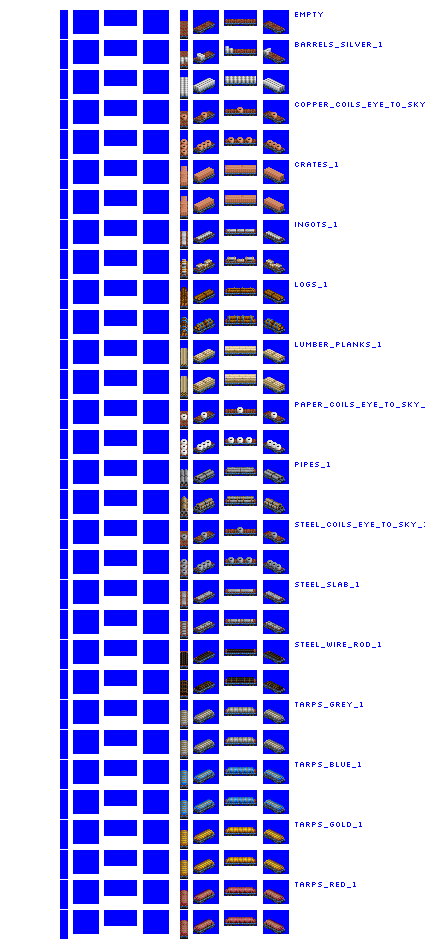 EMPTY
BARRELS_SILVER_1
COPPER_COILS_EYE_TO_SKY
CRATES_1
INGOTS_1
LOGS_1
LUMBER_PLANKS_1
PAPER_COILS_EYE_TO_SKY_
PIPES_1
STEEL_COILS_EYE_TO_SKY_
STEEL_SLAB_1
STEEL_WIRE_ROD_1
TARPS_GREY_1
TARPS_BLUE_1
TARPS_GOLD_1
TARPS_RED_1